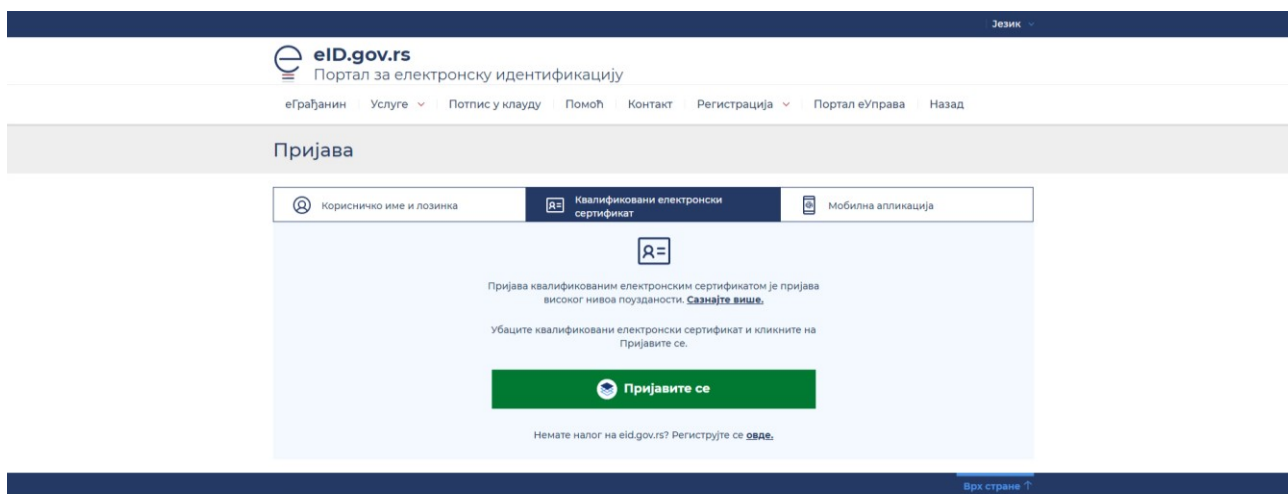 Језик
eID.gov.rs
Портал за електронску идентификацију
еГрађанин Услуге Потпис у клауду Помоћ Контакт Регистрација Портал еУправа Назад
Пријава
Корисничко име и лозинка
Квалификовани електронски
сертификат
Мобилна апликација
Пријава квалификованим електронским сертификатом је пријава
високог нивоа поузданости. Сазнајте више.
Убаците квалификовани електронски сертификат и кликните на
Пријавите се.
Пријавите се
Немате налог на eid.gov.rs? Региструјте се овде.
Врх стране ↑